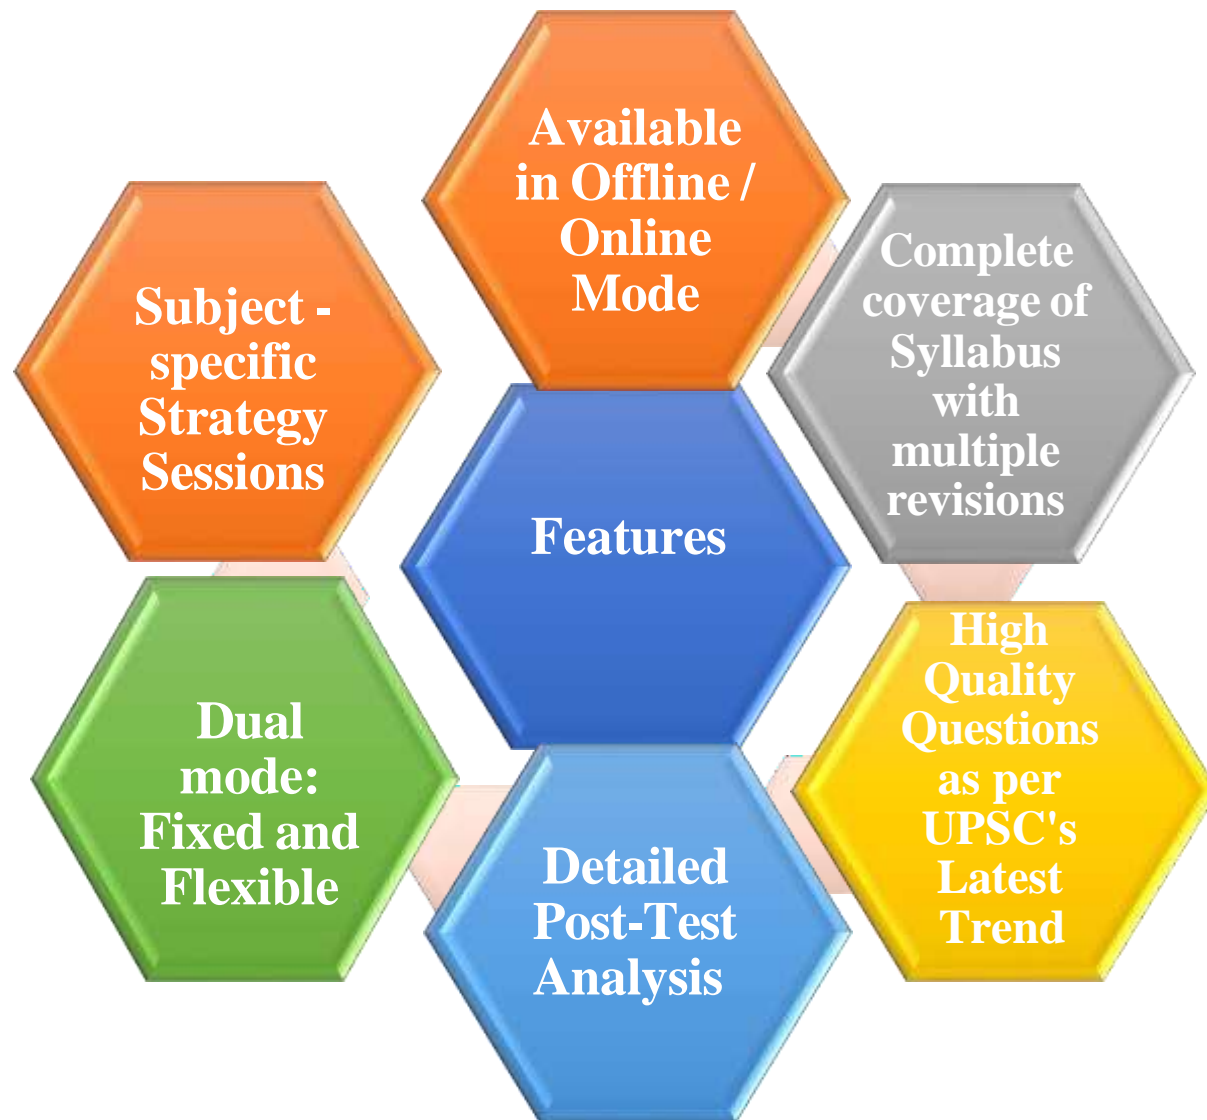 Available
in Offline /
Online
Mode
Complete
coverage of
Syllabus
with
multiple
revisions
High
Quality
Questions
as per
UPSC's
Latest
Trend
Detailed
Post-Test
Analysis
Dual
mode:
Fixed and
Flexible
Subject -
specific
Strategy
Sessions
Features